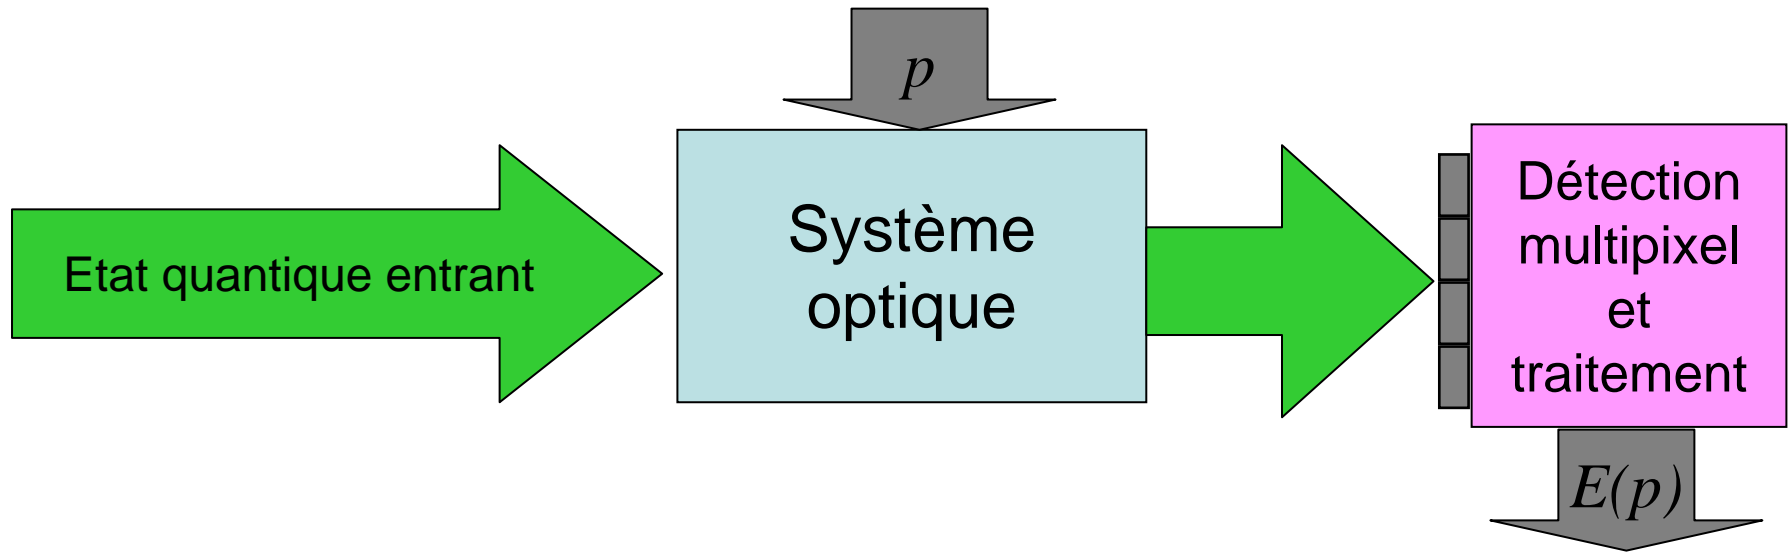 p
Etat quantique entrant
Système
optique
Détection
multipixel
et
traitement
E(p)